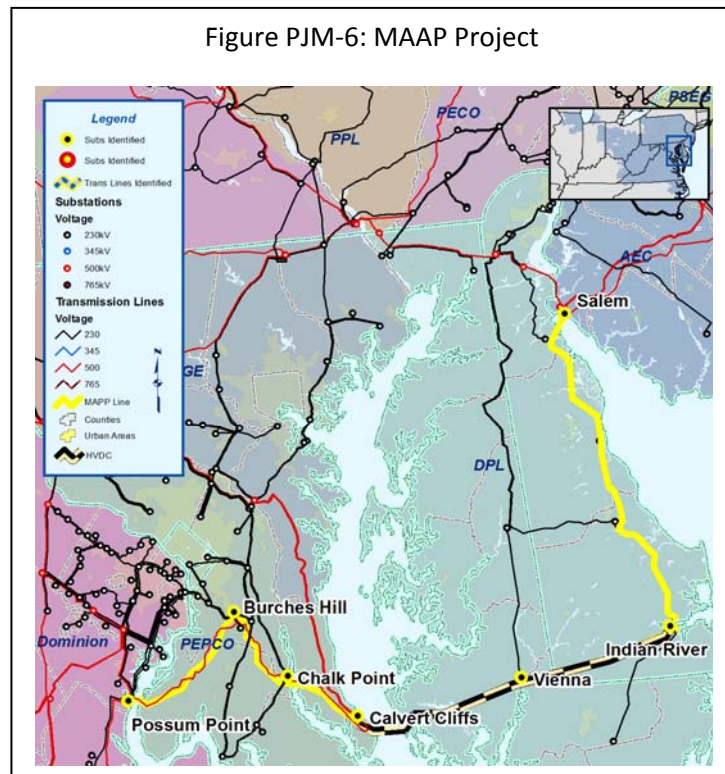 Figure PJM-6: MAAP Project
Legend
Subs Identified
Subs Identified
Trans Lines Identified
Substations
Voltage
230kV
345kV
500kV
765kV
Transmission Lines
Voltage
230
345
500
765
MAPP Line
Counties
Urban Areas
HVDC
N
PSEG
PECO
PPL
AEC
Salem
GE
DPL
Burches Hill
Dominion
PEPCO
Indian River
Chalk Point
Vienna
Possum Point
Calvert Cliffs